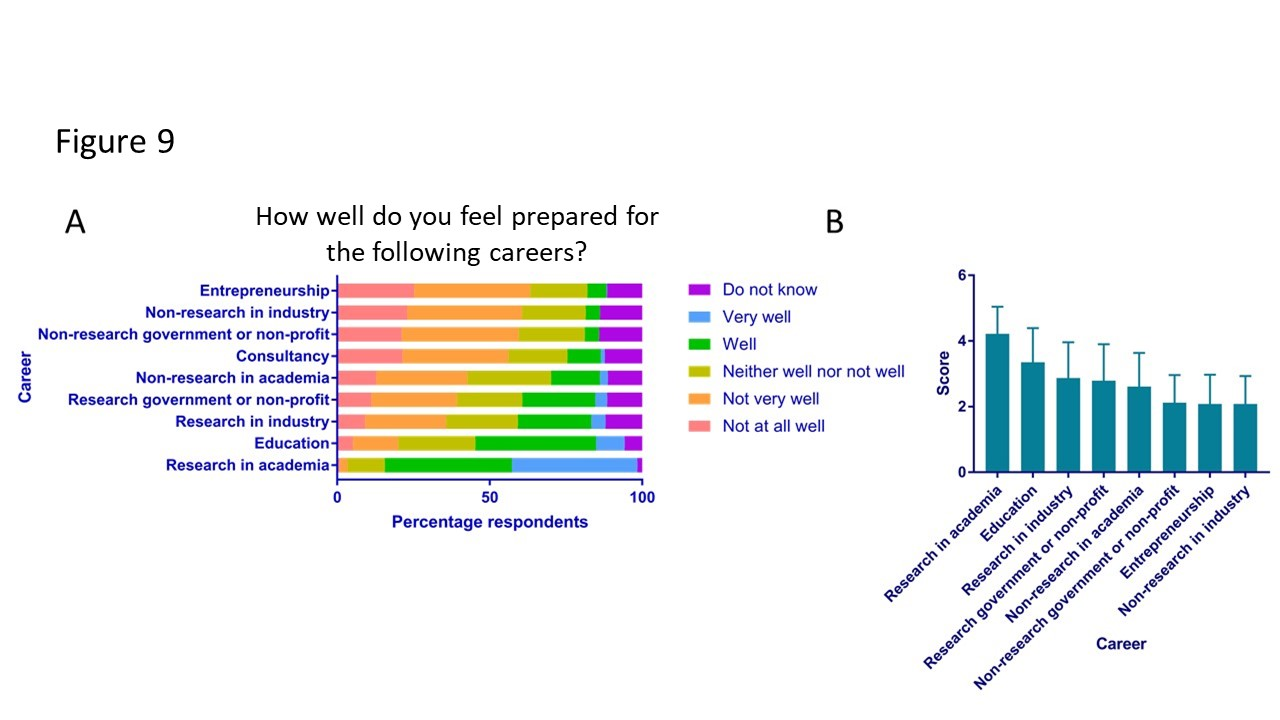 Figure 9
A
How well do you feel prepared for
the following careers?
Career
Entrepreneurship
Non-research in industry
Non-research government or non-profit
Consultancy
Non-research in academia
Research government or non-profit
Research in industry
Education
Research in academia
0
50
100
Percentage respondents
Do not know
Very well
Well
Neither well nor not well
Not very well
Not at all well
B
Score
6
4
2
0
Research in academia
Education
Research in industry
Research government or non-profit
Non-research in academia
Non-research government or non-profit
Entrepreneurship
Non-research in industry
Career